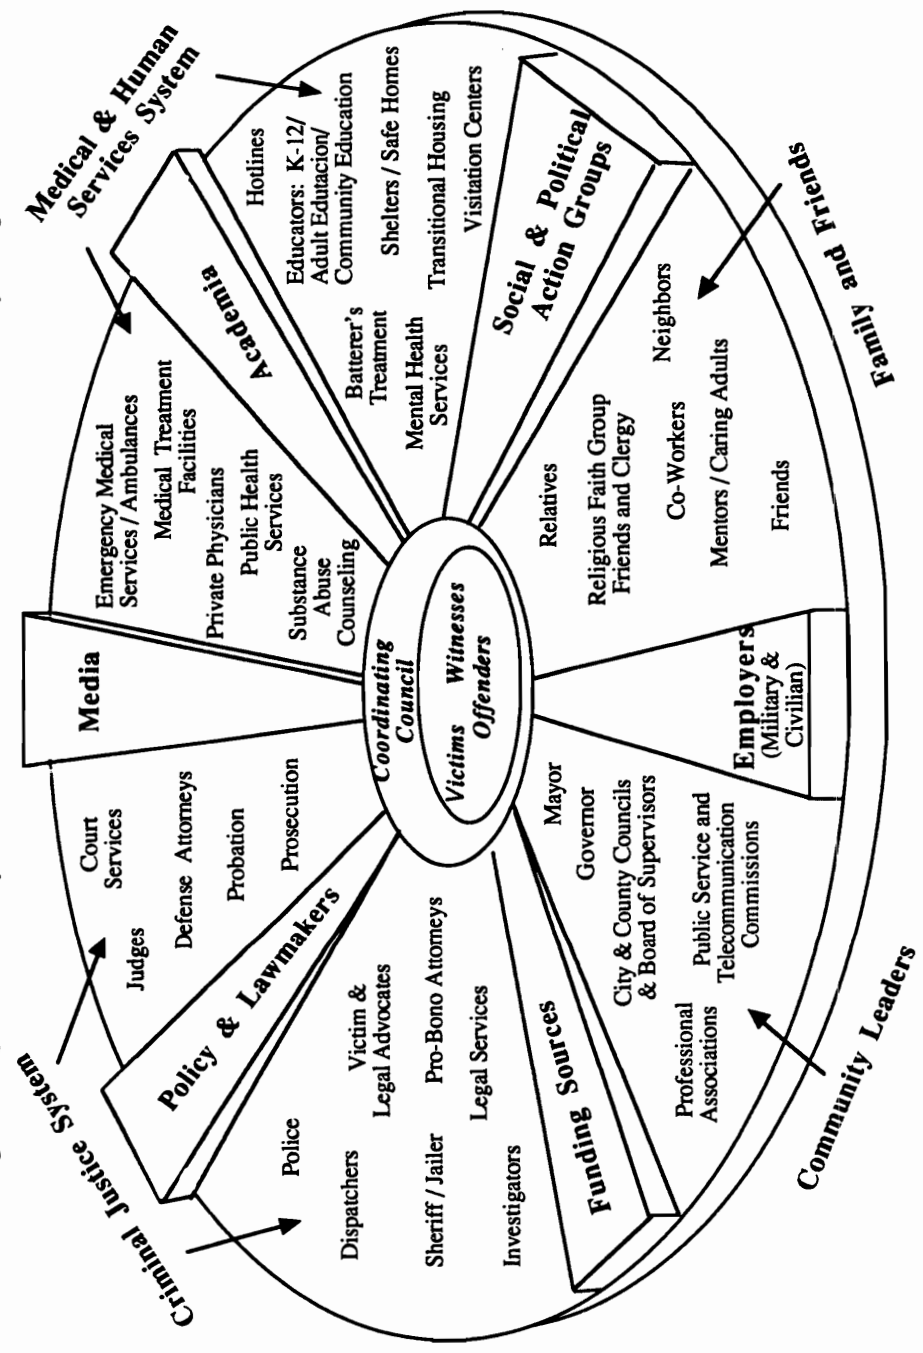 Criminal Justice System
Medical & Human
Services System
Court
Services
Judges
Defense Attorneys
Probation
Prosecution
Media
Emergency Medical
Services / Ambulances
Medical Treatment
Facilities
Private Physicians
Public Health
Services
Substance
Abuse
Counseling
Policy & Lawmakers
Academia
Police
Dispatchers
Victim &
Legal Advocates
Sheriff / Jailer
Pro-Bono Attorneys
Legal Services
Investigators
Hotlines
Educators: K-12/
Adult Edutacion/
Community Education
Shelters / Safe Homes
Batterer's
Treatment
Transitional Housing
Mental Health
Services
Visitation Centers
Coordinating
Council
Victims Witnesses
Offenders
Funding Sources
Social & Political
Action Groups
Mayor
Governor
City & County Councils
& Board of Supervisors
Professional
Associations
Public Service and
Telecommunication
Commissions
Employers
(Military &
Civilian)
Relatives
Religious Faith Group
Friends and Clergy
Neighbors
Co-Workers
Mentors / Caring Adults
Friends
Community Leaders
Family and Friends